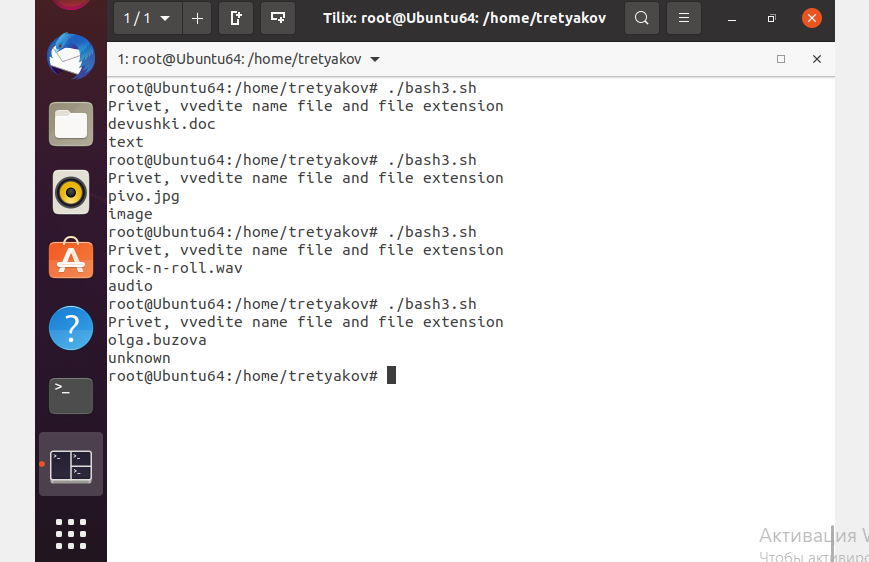 1 / 1
Tilix: root@Ubuntu64: /home/tretyakov
1: root@Ubuntu64: /home/tretyakov
root@Ubuntu64:/home/tretyakov# ./bash3.sh
Privet, vvedite name file and file extension
devushki.doc
text
root@Ubuntu64:/home/tretyakov# ./bash3.sh
Privet, vvedite name file and file extension
pivo.jpg
image
root@Ubuntu64:/home/tretyakov# ./bash3.sh
Privet, vvedite name file and file extension
rock-n-roll.wav
audio
root@Ubuntu64:/home/tretyakov# ./bash3.sh
Privet, vvedite name file and file extension
olga.buzova
unknown
root@Ubuntu64:/home/tretyakov#
Активация
Чтобы